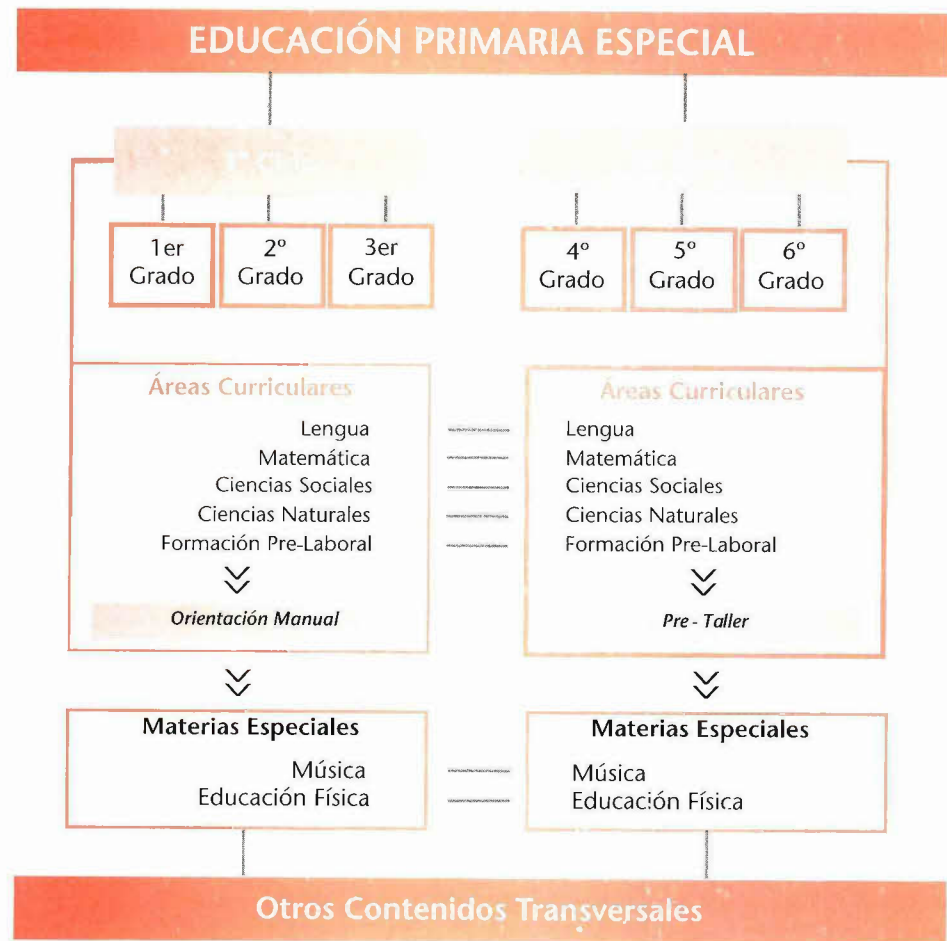 EDUCACIÓN PRIMARIA ESPECIAL
1er Grado
2º Grado
3er Grado
4º Grado
5º Grado
6º Grado
Áreas Curriculares
Lengua
Matemática
Ciencias Sociales
Ciencias Naturales
Formación Pre-Laboral
Orientación Manual
Materias Especiales
Música
Educación Física
Áreas Curriculares
Lengua
Matemática
Ciencias Sociales
Ciencias Naturales
Formación Pre-Laboral
Pre - Taller
Materias Especiales
Música
Educación Física
Otros Contenidos Transversales